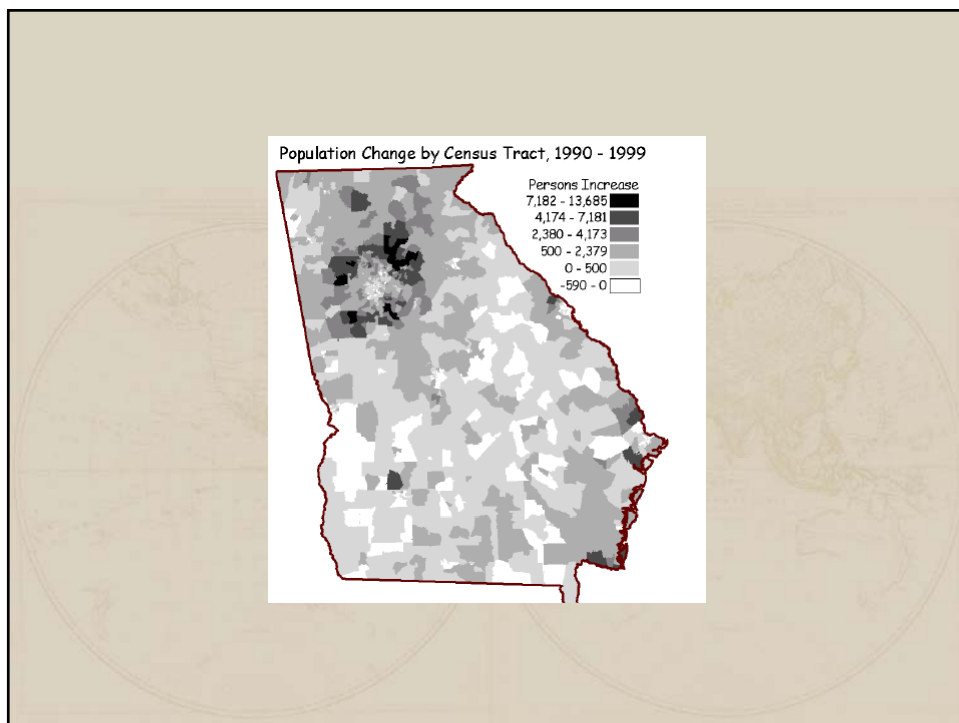 Population Change by Census Tract, 1990 - 1999
Persons Increase
7,182 - 13,685
4,174 - 7,181
2,380 - 4,173
500 - 2,379
0 - 500
-590 - 0